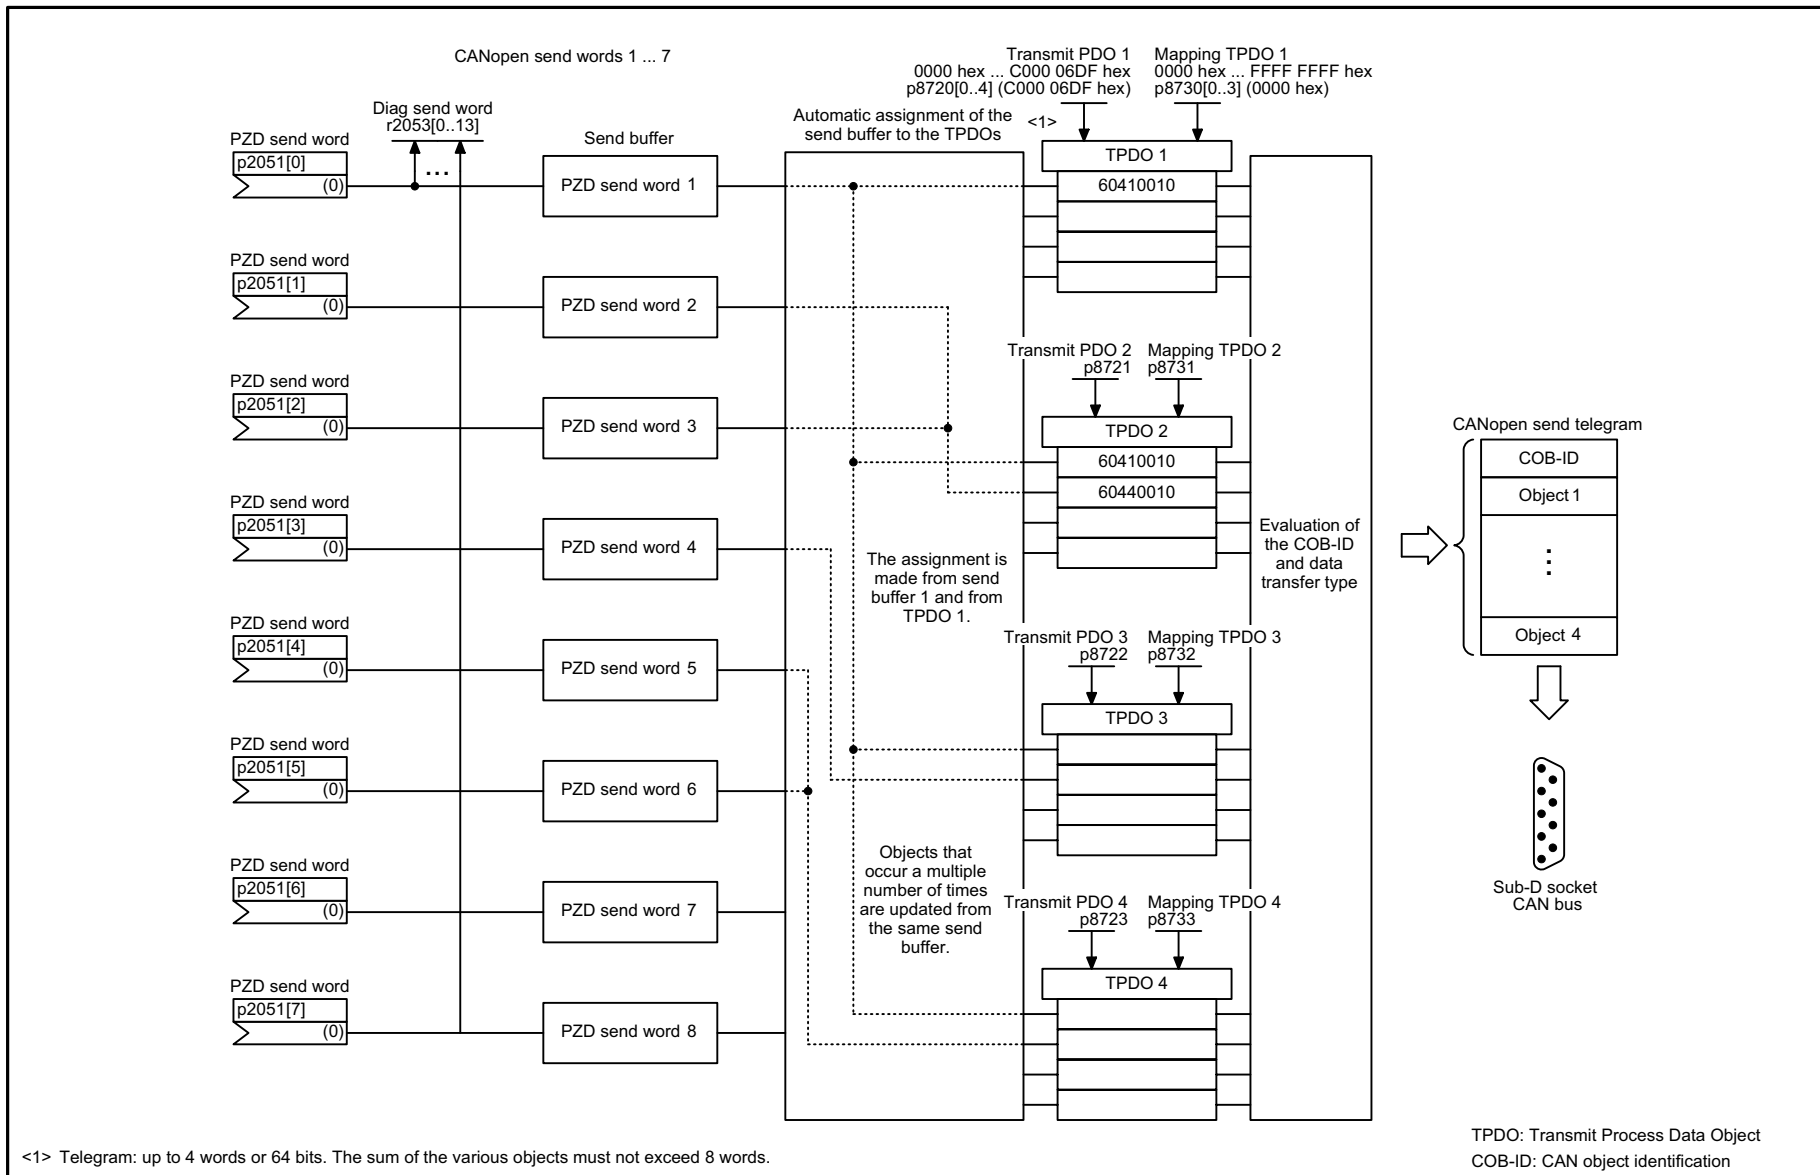 CANopen send words 1 ... 7
Transmit PDO 1
0000 hex ... C000 06DF hex
p8720[0..4] (C000 06DF hex)
Mapping TPDO 1
0000 hex ... FFFF FFFF hex
p8730[0..3] (0000 hex)
Diag send word
r2053[0..13]
Send buffer
Automatic assignment of the
send buffer to the TPDOs
<1>
PZD send word
p2051[0]
(0)
...
PZD send word 1
TPDO 1
60410010
PZD send word
p2051[1]
(0)
PZD send word 2
Transmit PDO 2
p8721
Mapping TPDO 2
p8731
PZD send word
p2051[2]
(0)
PZD send word 3
TPDO 2
60410010
60440010
PZD send word
p2051[3]
(0)
PZD send word 4
The assignment is
made from send
buffer 1 and from
TPDO 1.
Evaluation of
the COB-ID
and data
transfer type
CANopen send telegram
COB-ID
Object 1
⋮
Object 4
PZD send word
p2051[4]
(0)
PZD send word 5
Transmit PDO 3
p8722
Mapping TPDO 3
p8732
TPDO 3
PZD send word
p2051[5]
(0)
PZD send word 6
Sub-D socket
CAN bus
PZD send word
p2051[6]
(0)
PZD send word 7
Objects that
occur a multiple
number of times
are updated from
the same send
buffer.
Transmit PDO 4
p8723
Mapping TPDO 4
p8733
TPDO 4
PZD send word
p2051[7]
(0)
PZD send word 8
<1> Telegram: up to 4 words or 64 bits. The sum of the various objects must not exceed 8 words.
TPDO: Transmit Process Data Object
COB-ID: CAN object identification